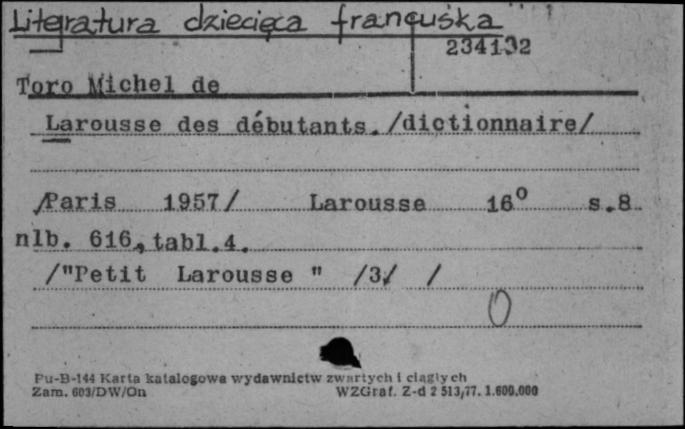 Literatura dziecięca francuska
234132
Toro Michel de
Larousse des débutants. /dictionnaire/
/Paris 1957/ Larousse 16° s.8
nlb. 616, tabl.4.
/"Petit Larousse " /3/ /
0
Pu-B-144 Karta katalogowa wydawnictw zwartych i ciągłych
Zam. 603/DW/On WZGraf. Z-d 2 513/77. 1.600.000